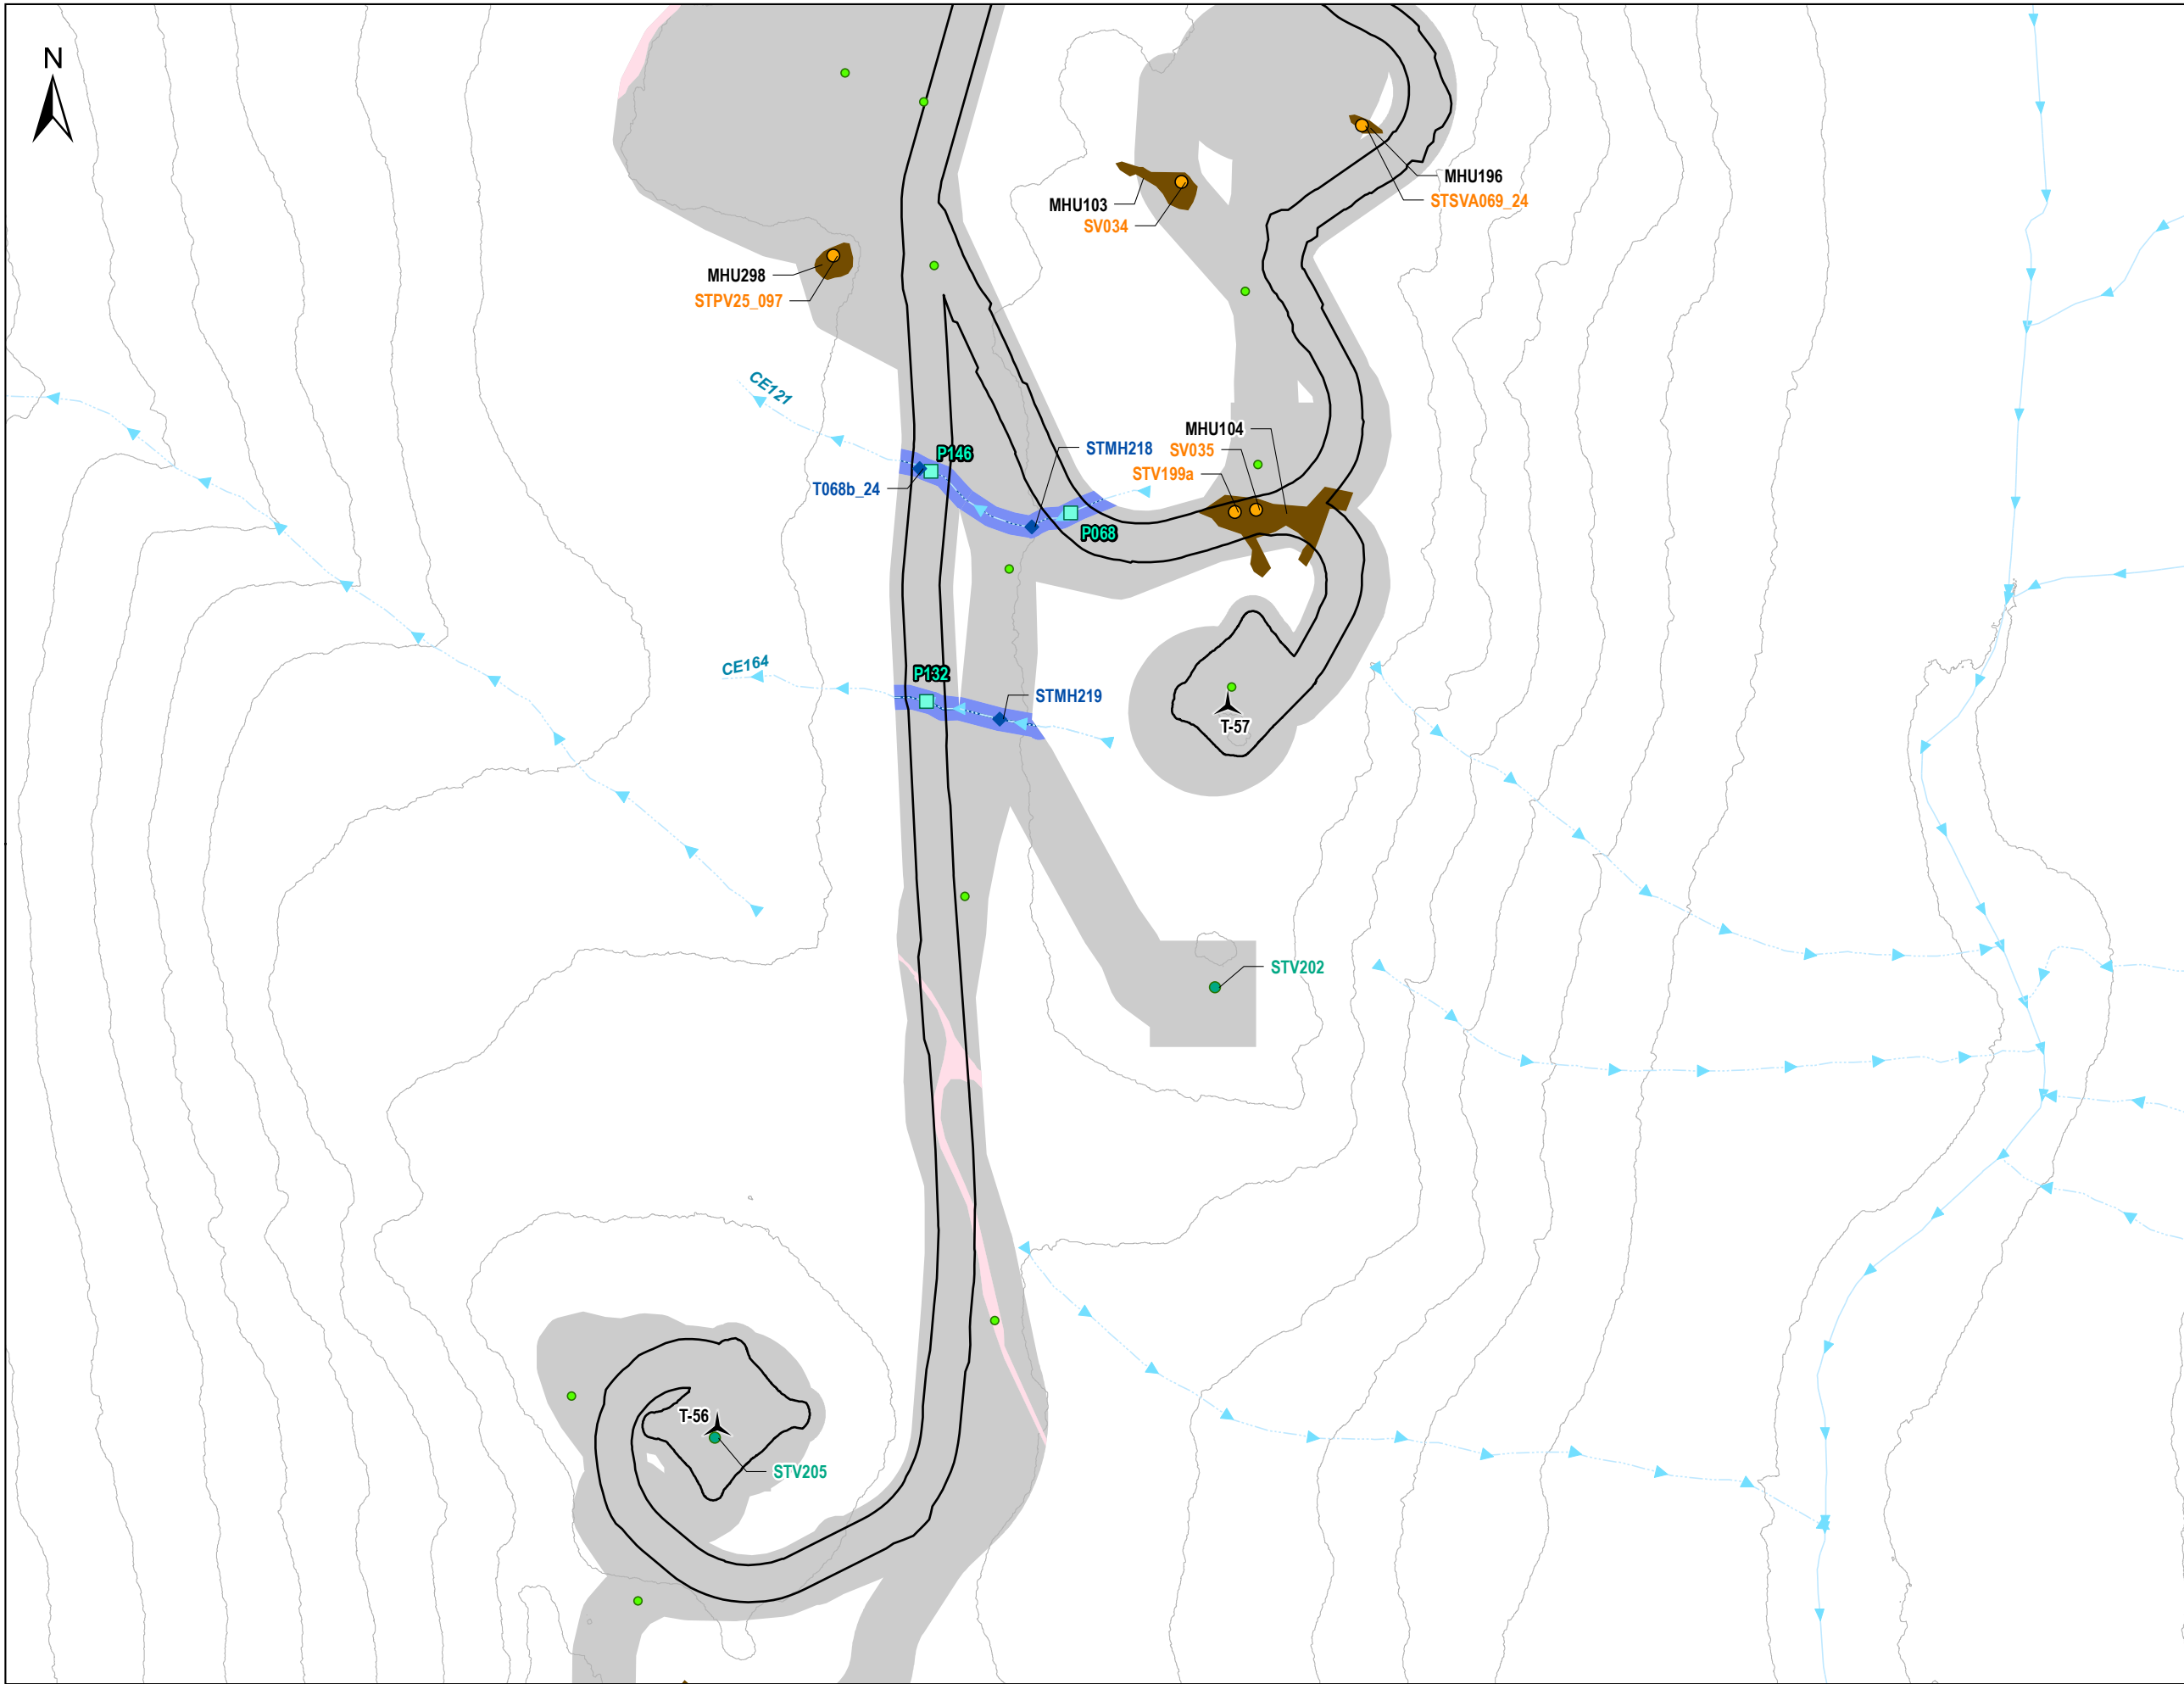 N
MHU196
STSVA069_24
MHU103
SV034
MHU298
STPV25_097
CE121
MHU104
SV035
STV199a
STMH218
P146
T068b_24
P068
CE164
P132
STMH219
T-57
STV202
T-56
STV205